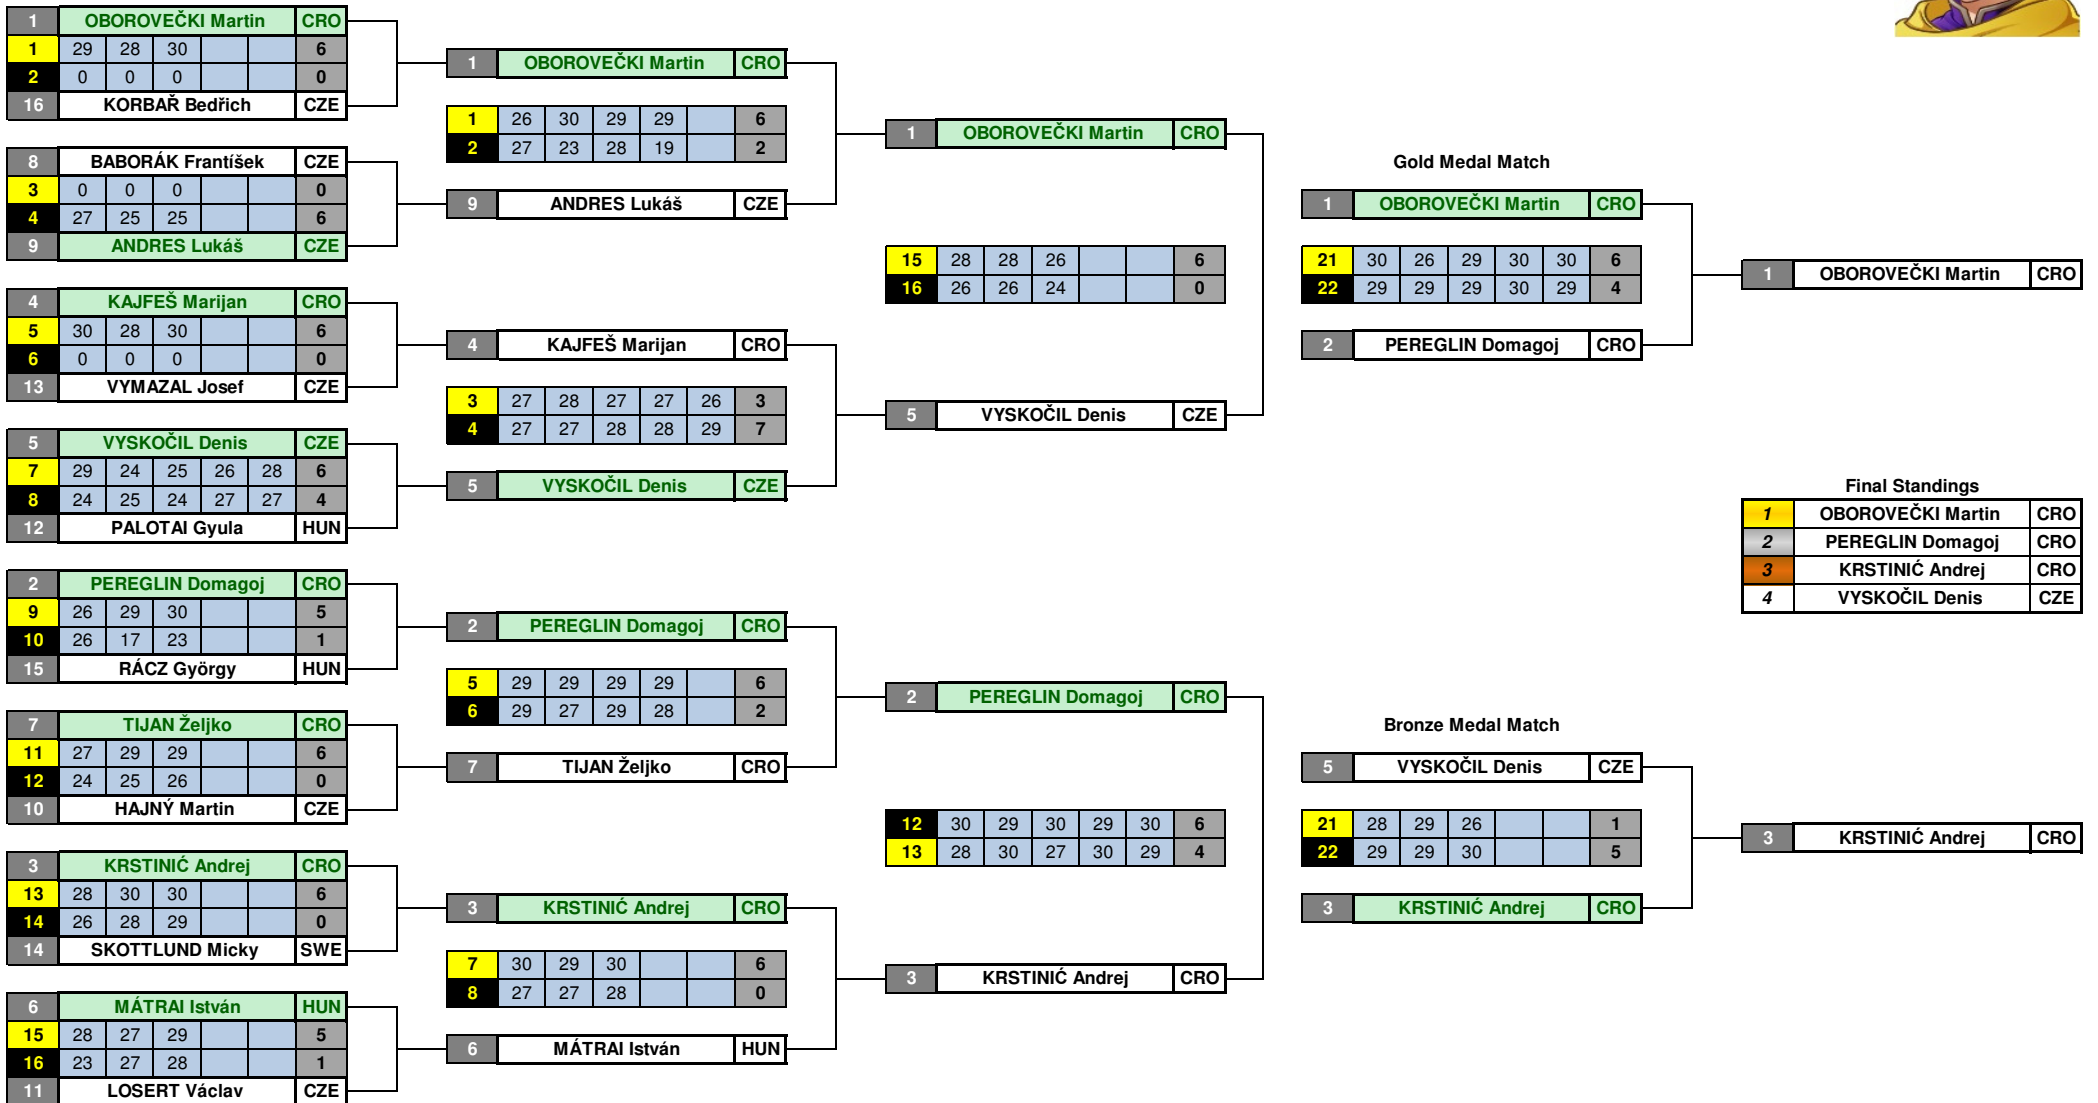 1 OBOROVEČKI Martin CRO
1 29 28 30 6
2 0 0 0 0
16 KORBAŘ Bedřich CZE
8 BABORÁK Frantíšek CZE
3 0 0 0 0
4 27 25 25 6
9 ANDRES Lukáš CZE
4 KAJFEŠ Marijan CRO
5 30 28 30 6
6 0 0 0 0
13 VYMAZAL Josef CZE
5 VYSKOČIL Denis CZE
7 29 24 25 26 28 6
8 24 25 24 27 27 4
12 PALOTAI Gyula HUN
2 PEREGLIN Domagoj CRO
9 26 29 30 5
10 26 17 23 1
15 RÁCZ György HUN
7 TIJAN Željko CRO
11 27 29 29 6
12 24 25 26 0
10 HAJNÝ Martin CZE
3 KRSTINIĆ Andrej CRO
13 28 30 30 6
14 26 28 29 0
14 SKOTTLUND Micky SWE
6 MÁTRAI István HUN
15 28 27 29 5
16 23 27 28 1
11 LOSERT Václav CZE
1 OBOROVEČKI Martin CRO
1 26 30 29 29 6
2 27 23 28 19 2
9 ANDRES Lukáš CZE
4 KAJFEŠ Marijan CRO
3 27 28 27 27 26 3
4 27 27 28 28 29 7
5 VYSKOČIL Denis CZE
2 PEREGLIN Domagoj CRO
5 29 29 29 29 6
6 29 27 29 28 2
7 TIJAN Željko CRO
3 KRSTINIĆ Andrej CRO
7 30 29 30 6
8 27 27 28 0
6 MÁTRAI István HUN
1 OBOROVEČKI Martin CRO
15 28 28 26 6
16 26 26 24 0
5 VYSKOČIL Denis CZE
2 PEREGLIN Domagoj CRO
12 30 29 30 29 30 6
13 28 30 27 30 29 4
3 KRSTINIĆ Andrej CRO
Gold Medal Match
1 OBOROVEČKI Martin CRO
21 30 26 29 30 30 6
22 29 29 29 30 29 4
2 PEREGLIN Domagoj CRO
Bronze Medal Match
5 VYSKOČIL Denis CZE
21 28 29 26 1
22 29 29 30 5
3 KRSTINIĆ Andrej CRO
1 OBOROVEČKI Martin CRO
Final Standings
1 OBOROVEČKI Martin CRO
2 PEREGLIN Domagoj CRO
3 KRSTINIĆ Andrej CRO
4 VYSKOČIL Denis CZE
3 KRSTINIĆ Andrej CRO